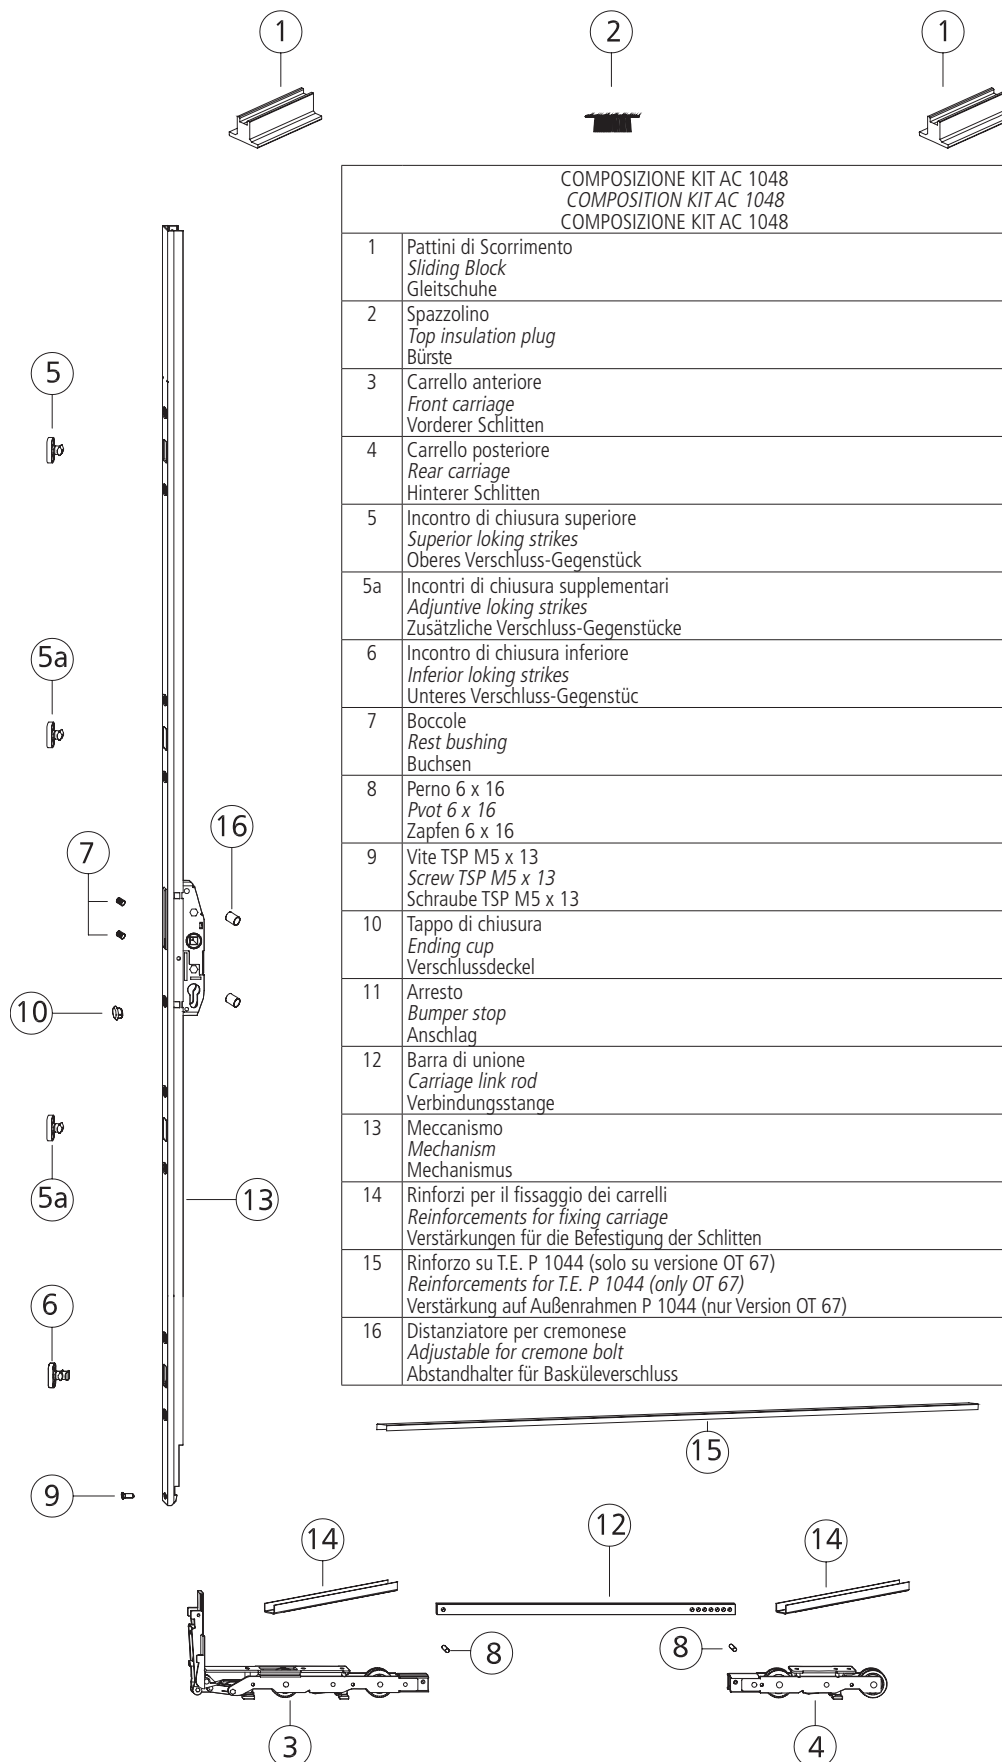 1
2
1
COMPOSIZIONE KIT AC 1048
COMPOSITION KIT AC 1048
COMPOSIZIONE KIT AC 1048
1 Pattini di Scorrimento
Sliding Block
Gleitschuhe
2 Spazzolino
Top insulation plug
Bürste
3 Carrello anteriore
Front carriage
Vorderer Schlitten
4 Carrello posteriore
Rear carriage
Hinterer Schlitten
5 Incontro di chiusura superiore
Superior loking strikes
Oberes Verschluss-Gegenstück
5a Incontri di chiusura supplementari
Adjuntive loking strikes
Zusätzliche Verschluss-Gegenstücke
6 Incontro di chiusura inferiore
Inferior loking strikes
Unteres Verschluss-Gegenstüc
7 Boccole
Rest bushing
Buchsen
8 Perno 6 x 16
Pvot 6 x 16
Zapfen 6 x 16
9 Vite TSP M5 x 13
Screw TSP M5 x 13
Schraube TSP M5 x 13
10 Tappo di chiusura
Ending cup
Verschlussdeckel
11 Arresto
Bumper stop
Anschlag
12 Barra di unione
Carriage link rod
Verbindungsstange
13 Meccanismo
Mechanism
Mechanismus
14 Rinforzi per il fissaggio dei carrelli
Reinforcements for fixing carriage
Verstärkungen für die Befestigung der Schlitten
15 Rinforzo su T.E. P 1044 (solo su versione OT 67)
Reinforcements for T.E. P 1044 (only OT 67)
Verstärkung auf Außenrahmen P 1044 (nur Version OT 67)
16 Distanziatore per cremonese
Adjustable for cremone bolt
Abstandhalter für Basküleverschluss
5
5a
16
7
10
5a
13
6
15
9
14
12
14
8
8
3
4